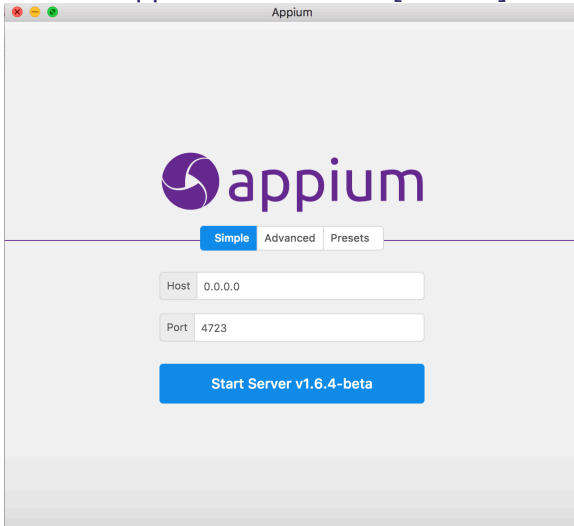 Appium
appium
Simple Advanced Presets
Host 0.0.0.0
Port 4723
Start Server v1.6.4-beta